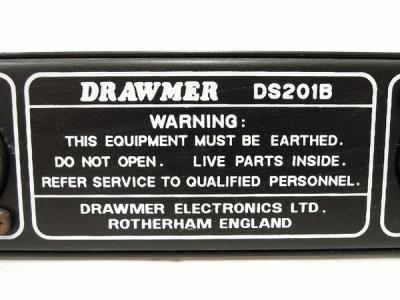 DRAWMER DS201B
WARNING:
THIS EQUIPMENT MUST BE EARTHED.
DO NOT OPEN. LIVE PARTS INSIDE.
REFER SERVICE TO QUALIFIED PERSONNEL.
DRAWMER ELECTRONICS LTD.
ROTHERHAM ENGLAND